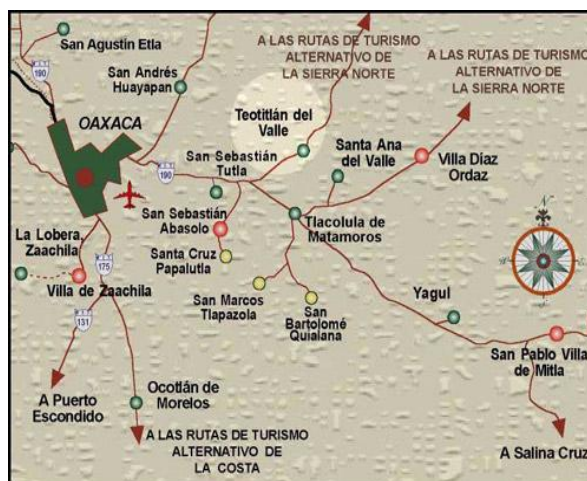 San Agustín Etla
190
San Andrés
Huayapan
A LAS RUTAS DE TURISMO
ALTERNATIVO DE
LA SIERRA NORTE
A LAS RUTAS DE TURISMO
ALTERNATIVO DE
LA SIERRA NORTE
OAXACA
Teotitlán del
Valle
190
San Sebastián
Tutla
Santa Ana
del Valle
Villa Díaz
Ordaz
San Sebastián
Abasolo
Tlacolula de
Matamoros
La Lobera,
Zaachila
Santa Cruz
Papalutla
175
Villa de Zaachila
131
San Marcos
Tlapazola
San
Bartolomé
Quialana
Yagul
N
San Pablo Villa
de Mitla
A Puerto
Escondido
Ocotlán de
Morelos
A LAS RUTAS DE TURISMO
ALTERNATIVO DE
LA COSTA
A Salina Cruz